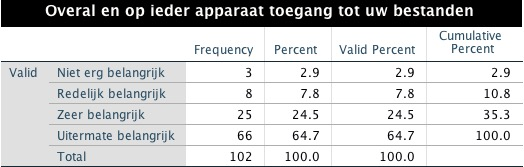 Overal en op ieder apparaat toegang tot uw bestanden
Frequency Percent Valid Percent Cumulative Percent
Valid Niet erg belangrijk 3 2.9 2.9 2.9
Redelijk belangrijk 8 7.8 7.8 10.8
Zeer belangrijk 25 24.5 24.5 35.3
Uitermate belangrijk 66 64.7 64.7 100.0
Total 102 100.0 100.0